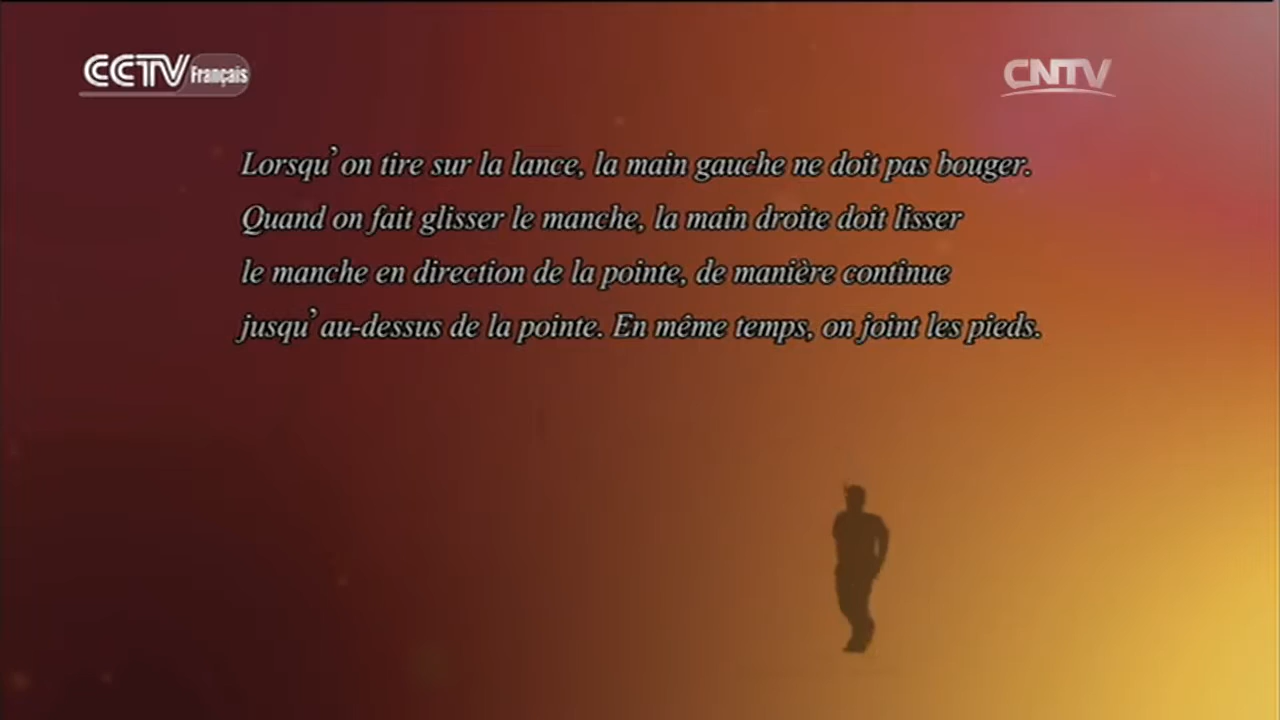 CCTV Français
CNTV
Lorsqu’on tire sur la lance, la main gauche ne doit pas bouger.
Quand on fait glisser le manche, la main droite doit lisser
le manche en direction de la pointe, de manière continue
jusqu’au-dessus de la pointe. En même temps, on joint les pieds.